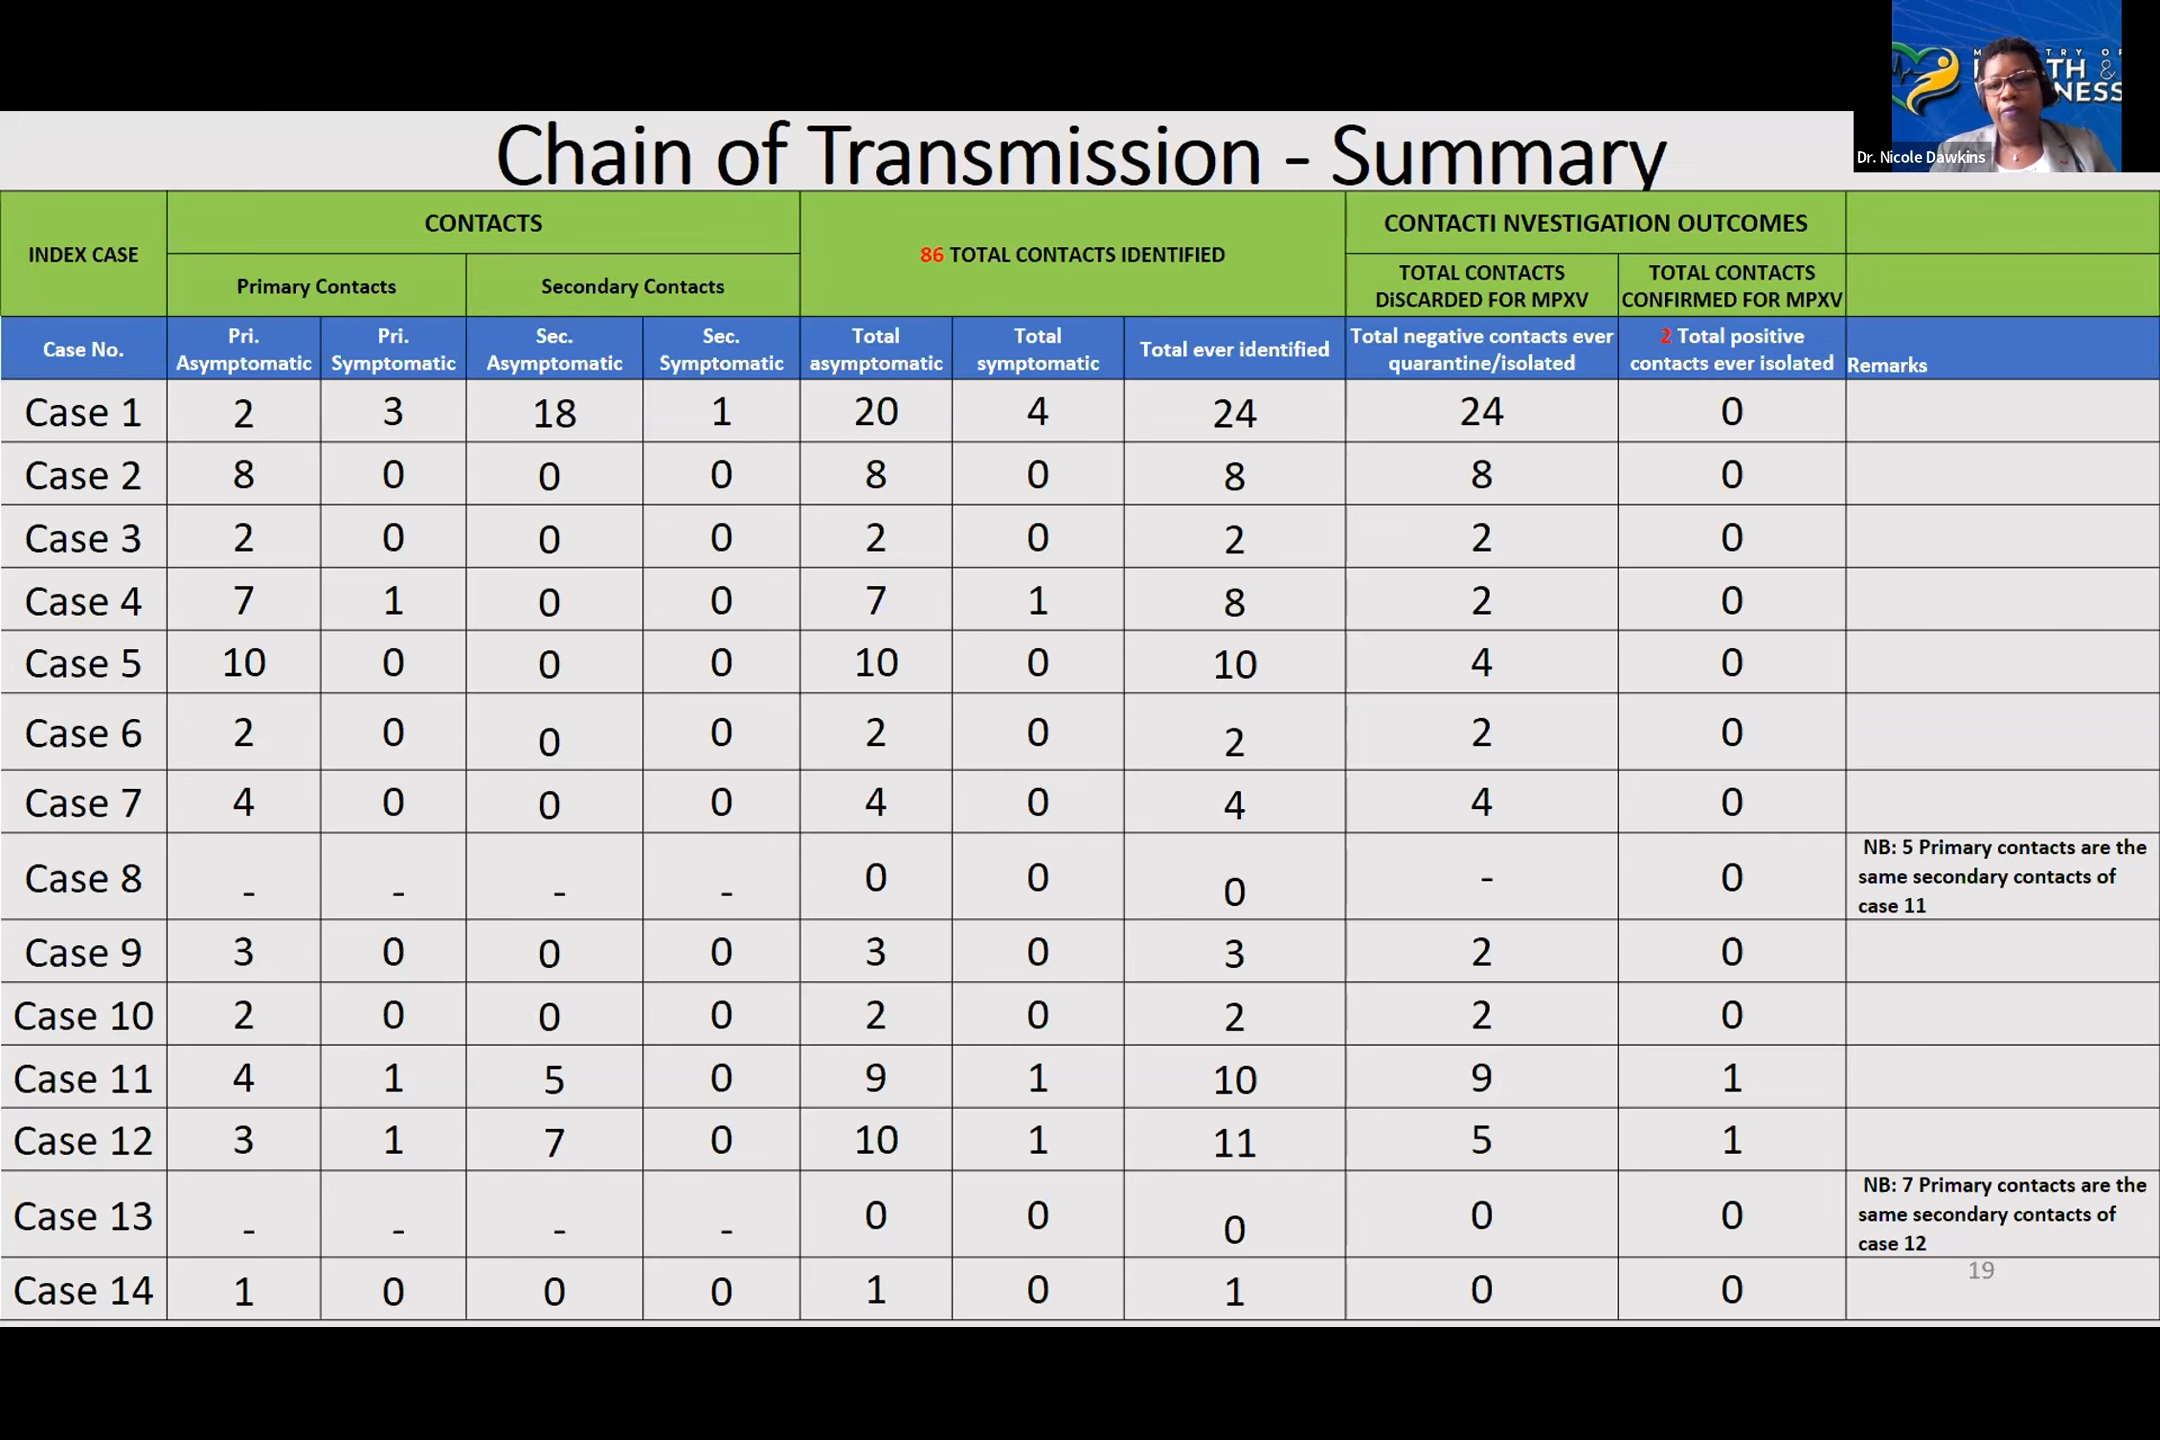 Chain of Transmission - Summary
Dr. Nicole Dawkins
INDEX CASE
CONTACTS
86 TOTAL CONTACTS IDENTIFIED
CONTACTI NVESTIGATION OUTCOMES
Primary Contacts
Secondary Contacts
TOTAL CONTACTS
DiSCARDED FOR MPXV
TOTAL CONTACTS
CONFIRMED FOR MPXV
Case No.
Pri.
Asymptomatic
Pri.
Symptomatic
Sec.
Asymptomatic
Sec.
Symptomatic
Total
asymptomatic
Total
symptomatic
Total ever identified
Total negative contacts ever
quarantine/isolated
2 Total positive
contacts ever isolated
Remarks
Case 1 2 3 18 1 20 4 24 24 0
Case 2 8 0 0 0 8 0 8 8 0
Case 3 2 0 0 0 2 0 2 2 0
Case 4 7 1 0 0 7 1 8 2 0
Case 5 10 0 0 0 10 0 10 4 0
Case 6 2 0 0 0 2 0 2 2 0
Case 7 4 0 0 0 4 0 4 4 0
Case 8 - - - - 0 0 0 - 0
NB: 5 Primary contacts are the
same secondary contacts of
case 11
Case 9 3 0 0 0 3 0 3 2 0
Case 10 2 0 0 0 2 0 2 2 0
Case 11 4 1 5 0 9 1 10 9 1
Case 12 3 1 7 0 10 1 11 5 1
Case 13 - - - - 0 0 0 0 0
NB: 7 Primary contacts are the
same secondary contacts of
case 12
Case 14 1 0 0 0 1 0 1 0 0
19